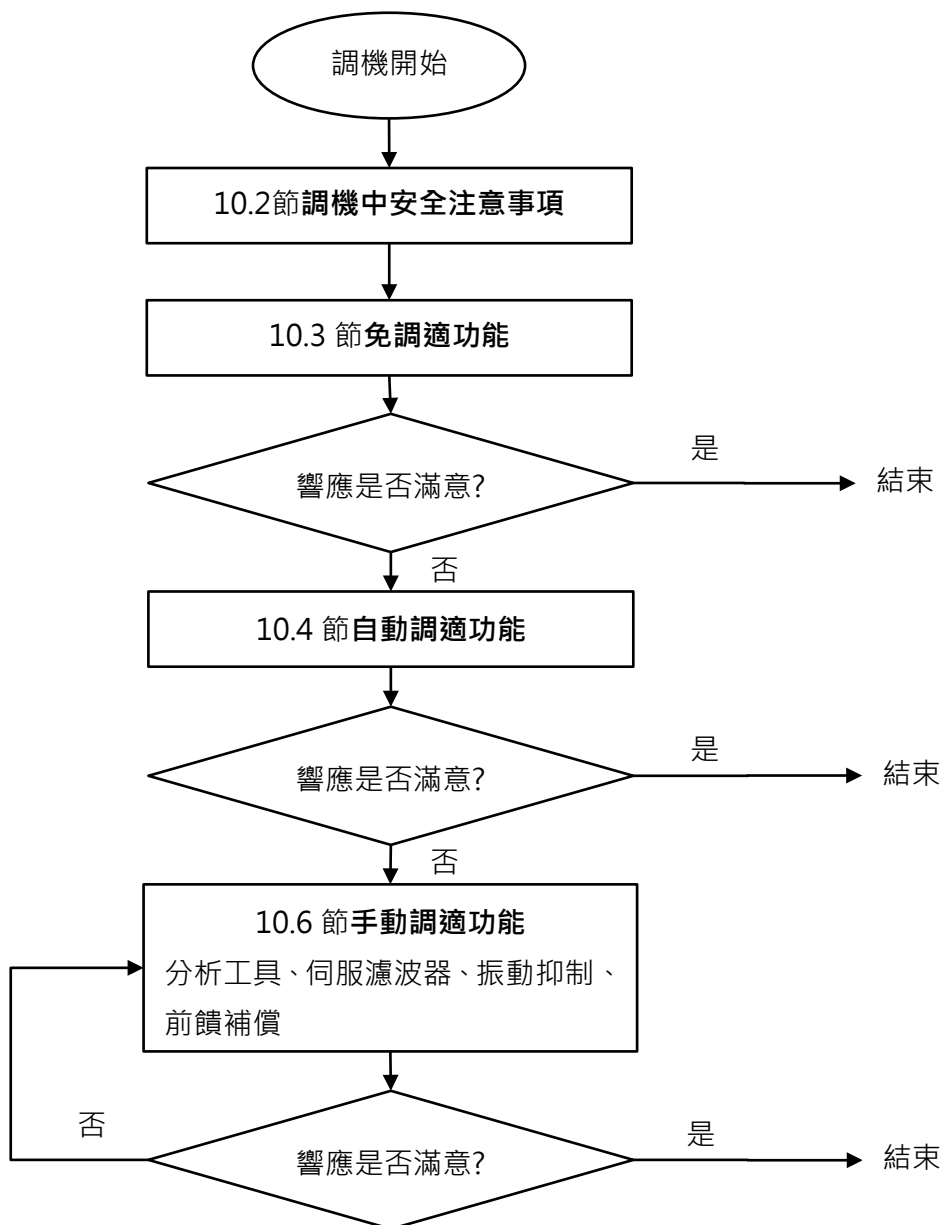 調機開始
10.2節調機中安全注意事項
10.3 節免調適功能
響應是否滿意?
是
結束
否
10.4 節自動調適功能
響應是否滿意?
是
結束
否
10.6 節手動調適功能
分析工具、伺服濾波器、振動抑制、
前饋補償
否
響應是否滿意?
是
結束